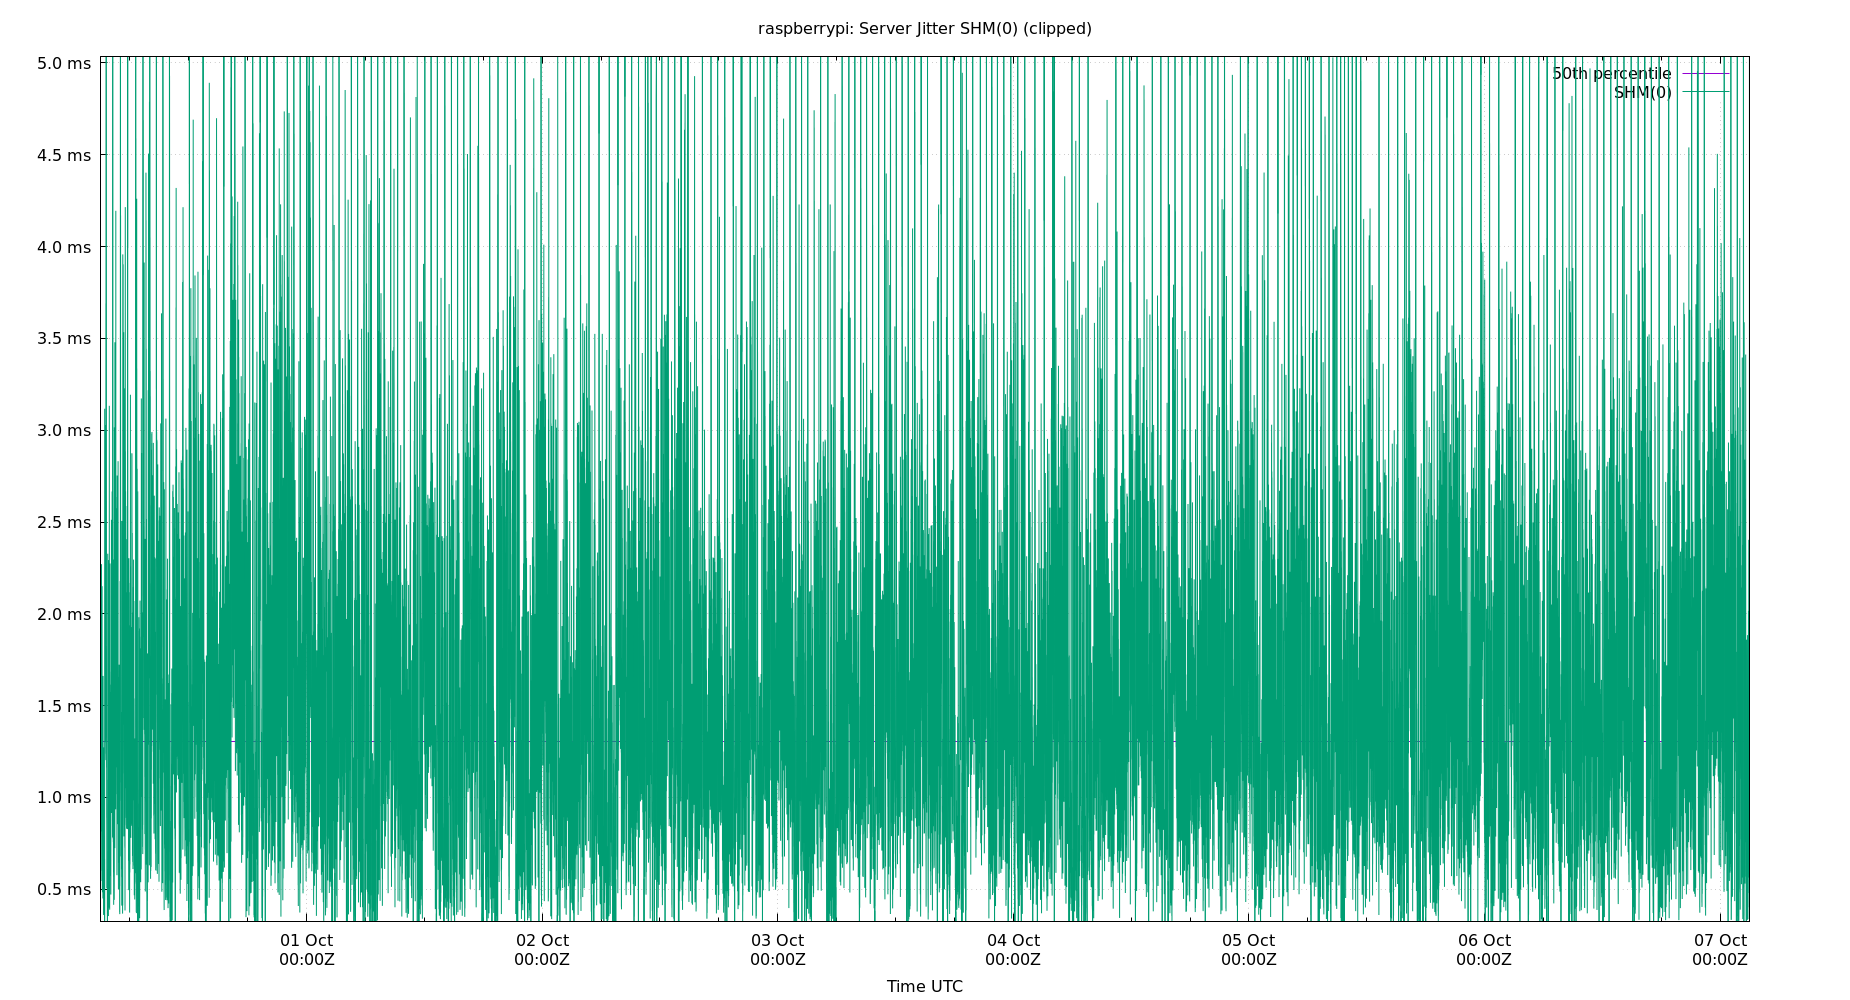 raspberrypi: Server Jitter SHM(0) (clipped)
5.0 ms
50th percentile
SHM(0)
4.5 ms
4.0 ms
3.5 ms
3.0 ms
2.5 ms
2.0 ms
1.5 ms
1.0 ms
0.5 ms
01 Oct 02 Oct 03 Oct 04 Oct 05 Oct 06 Oct 07 Oct
00:00Z 00:00Z 00:00Z 00:00Z 00:00Z 00:00Z 00:00Z
Time UTC